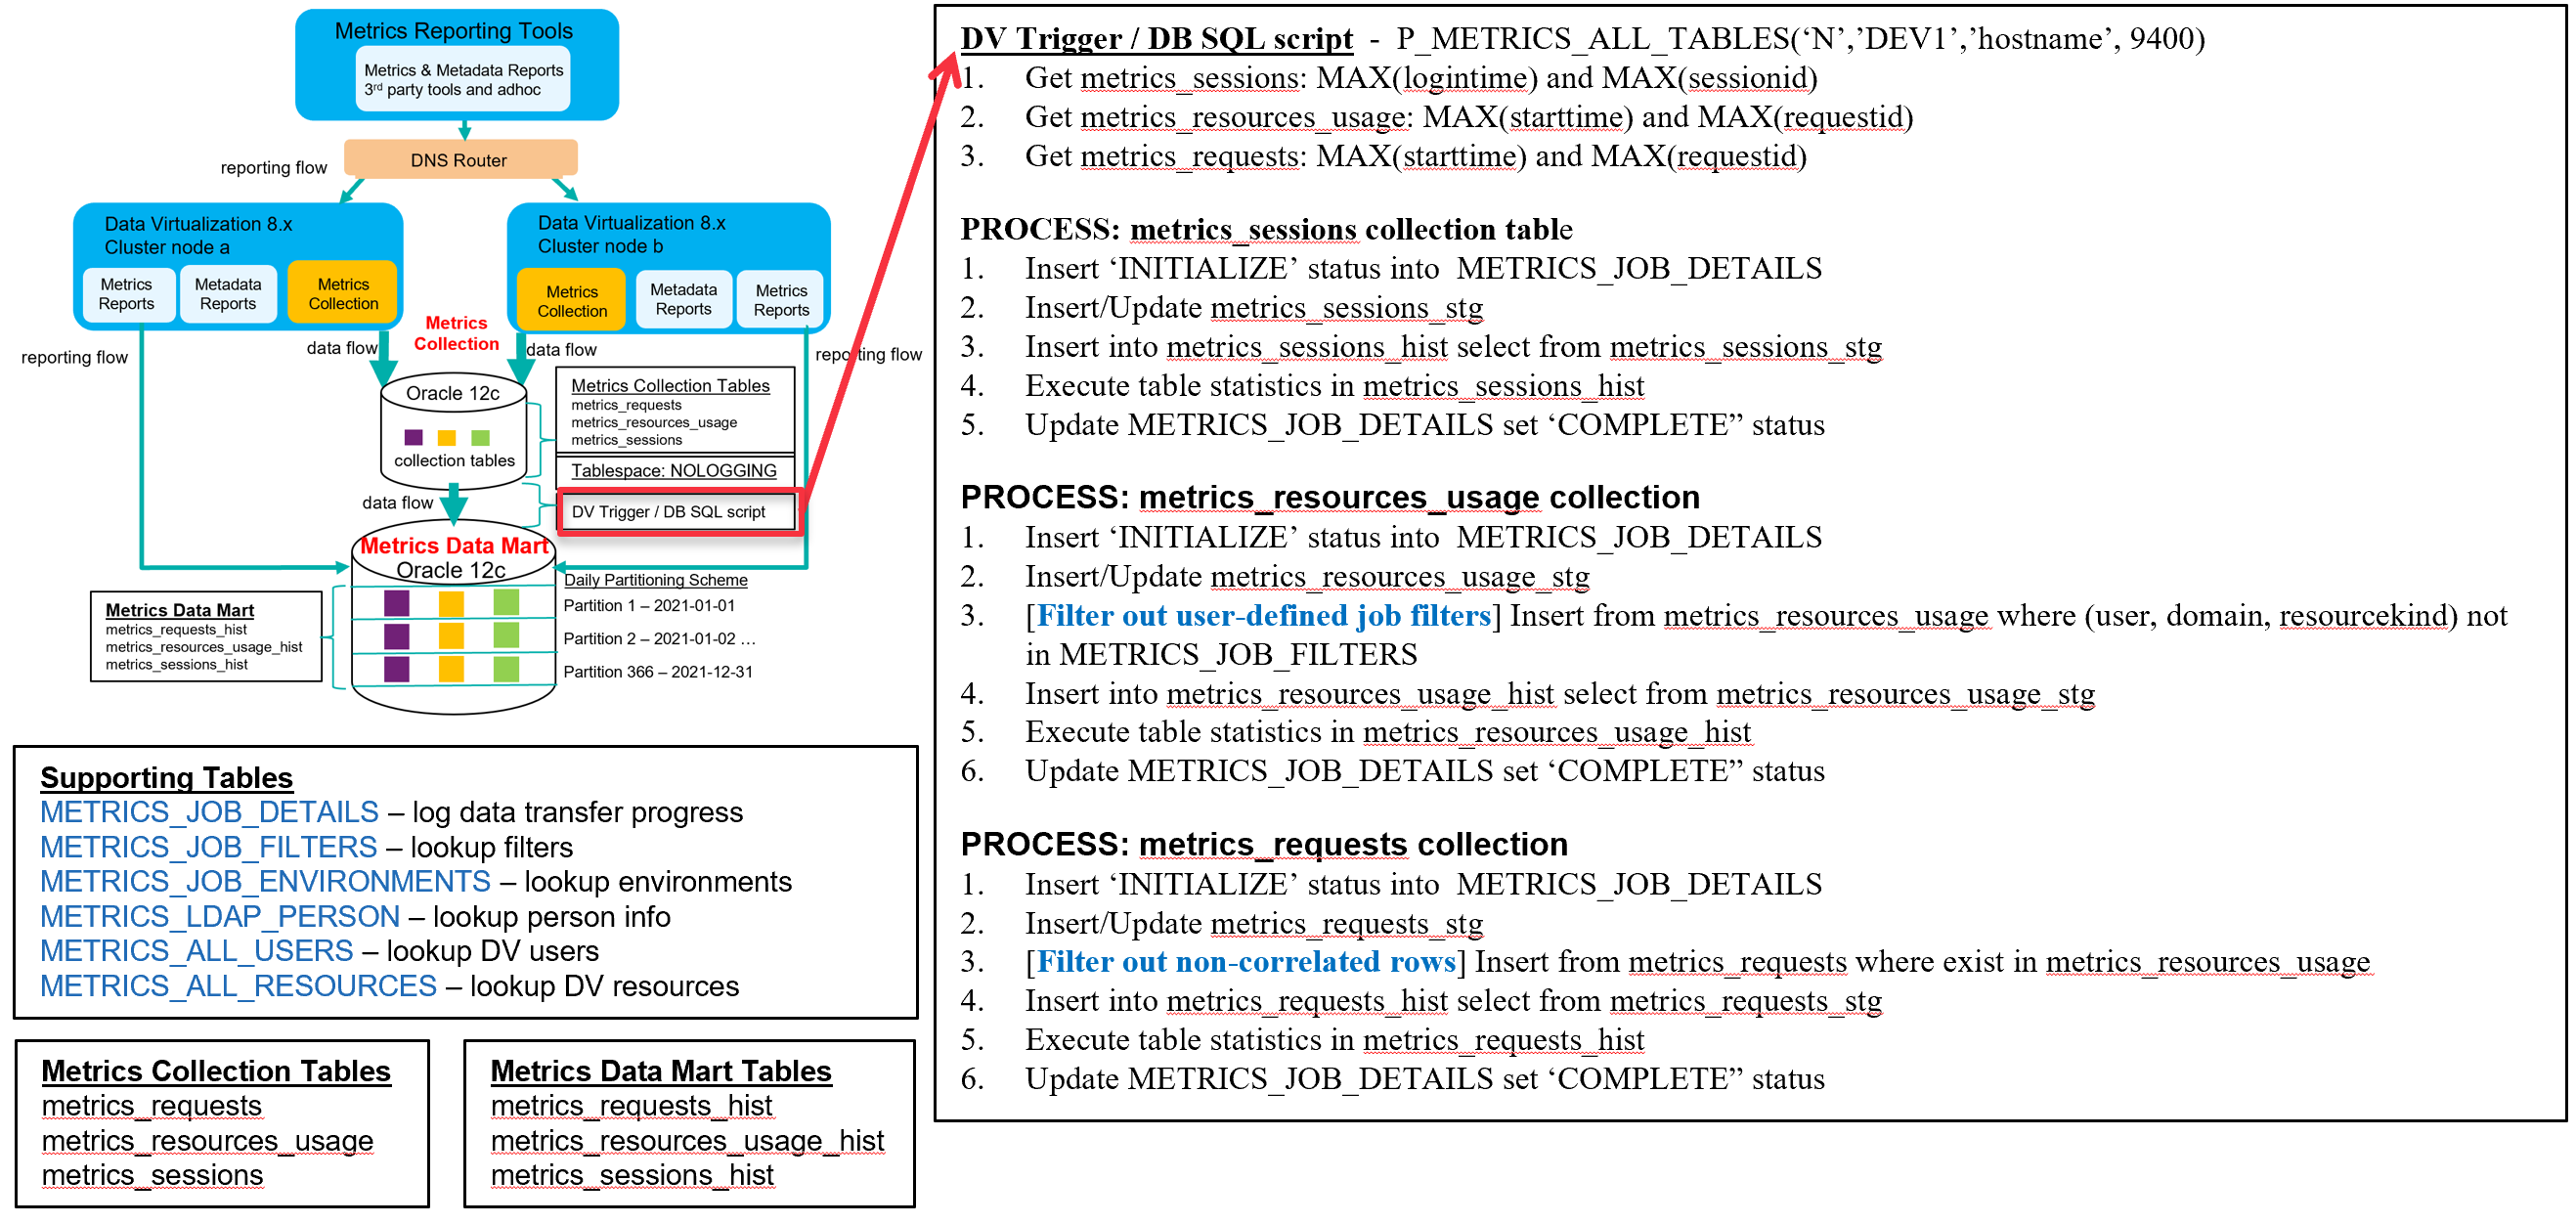 Metrics Reporting Tools
Metrics & Metadata Reports
3rd party tools and adhoc
DNS Router
reporting flow
Data Virtualization 8.x
Cluster node a
Metrics
Reports
Metadata
Reports
Metrics
Collection
Data Virtualization 8.x
Cluster node b
Metrics
Collection
Metadata
Reports
Metrics
Reports
Metrics
Collection
reporting flow
data flow
data flow
reporting flow
Oracle 12c
collection tables
Metrics Collection Tables
metrics_requests
metrics_resources_usage
metrics_sessions
Tablespace: NOLOGGING
DV Trigger / DB SQL script
data flow
Metrics Data Mart
Oracle 12c
Daily Partitioning Scheme
Partition 1 – 2021-01-01
Partition 2 – 2021-01-02 …
Partition 366 – 2021-12-31
Metrics Data Mart
metrics_requests_hist
metrics_resources_usage_hist
metrics_sessions_hist
Supporting Tables
METRICS_JOB_DETAILS – log data transfer progress
METRICS_JOB_FILTERS – lookup filters
METRICS_JOB_ENVIRONMENTS – lookup environments
METRICS_LDAP_PERSON – lookup person info
METRICS_ALL_USERS – lookup DV users
METRICS_ALL_RESOURCES – lookup DV resources
Metrics Collection Tables
metrics_requests
metrics_resources_usage
metrics_sessions
Metrics Data Mart Tables
metrics_requests_hist
metrics_resources_usage_hist
metrics_sessions_hist
DV Trigger / DB SQL script - P_METRICS_ALL_TABLES(‘N’,’DEV1’,’hostname’, 9400)
1. Get metrics_sessions: MAX(logintime) and MAX(sessionid)
2. Get metrics_resources_usage: MAX(starttime) and MAX(requestid)
3. Get metrics_requests: MAX(starttime) and MAX(requestid)
PROCESS: metrics_sessions collection table
1. Insert ‘INITIALIZE’ status into METRICS_JOB_DETAILS
2. Insert/Update metrics_sessions_stg
3. Insert into metrics_sessions_hist select from metrics_sessions_stg
4. Execute table statistics in metrics_sessions_hist
5. Update METRICS_JOB_DETAILS set ‘COMPLETE” status
PROCESS: metrics_resources_usage collection
1. Insert ‘INITIALIZE’ status into METRICS_JOB_DETAILS
2. Insert/Update metrics_resources_usage_stg
3. [Filter out user-defined job filters] Insert from metrics_resources_usage where (user, domain, resourcekind) not
in METRICS_JOB_FILTERS
4. Insert into metrics_resources_usage_hist select from metrics_resources_usage_stg
5. Execute table statistics in metrics_resources_usage_hist
6. Update METRICS_JOB_DETAILS set ‘COMPLETE” status
PROCESS: metrics_requests collection
1. Insert ‘INITIALIZE’ status into METRICS_JOB_DETAILS
2. Insert/Update metrics_requests_stg
3. [Filter out non-correlated rows] Insert from metrics_requests where exist in metrics_resources_usage
4. Insert into metrics_requests_hist select from metrics_requests_stg
5. Execute table statistics in metrics_requests_hist
6. Update METRICS_JOB_DETAILS set ‘COMPLETE” status